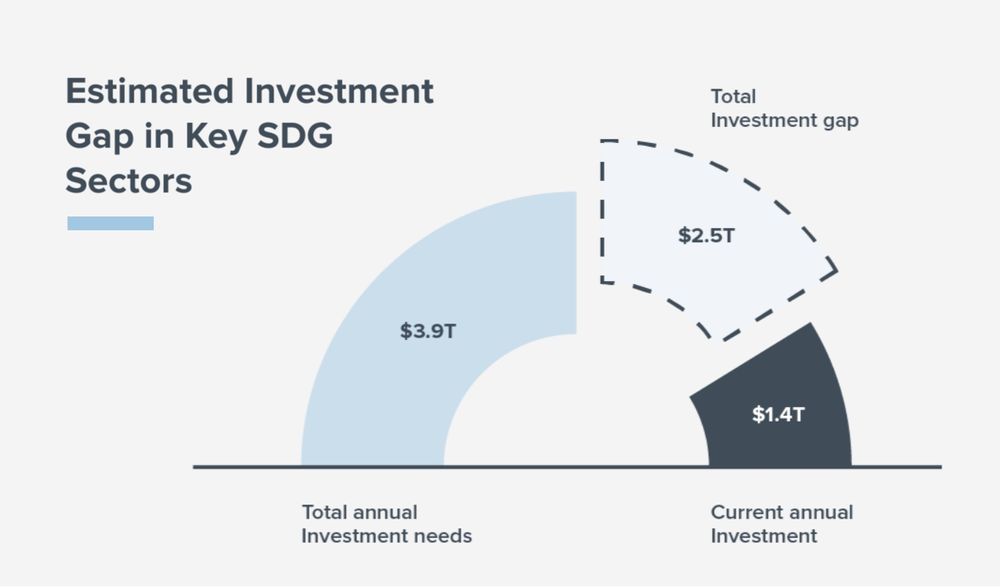 Estimated Investment
Gap in Key SDG
Sectors
Total
Investment gap
$2.5T
$3.9T
$1.4T
Total annual
Investment needs
Current annual
Investment